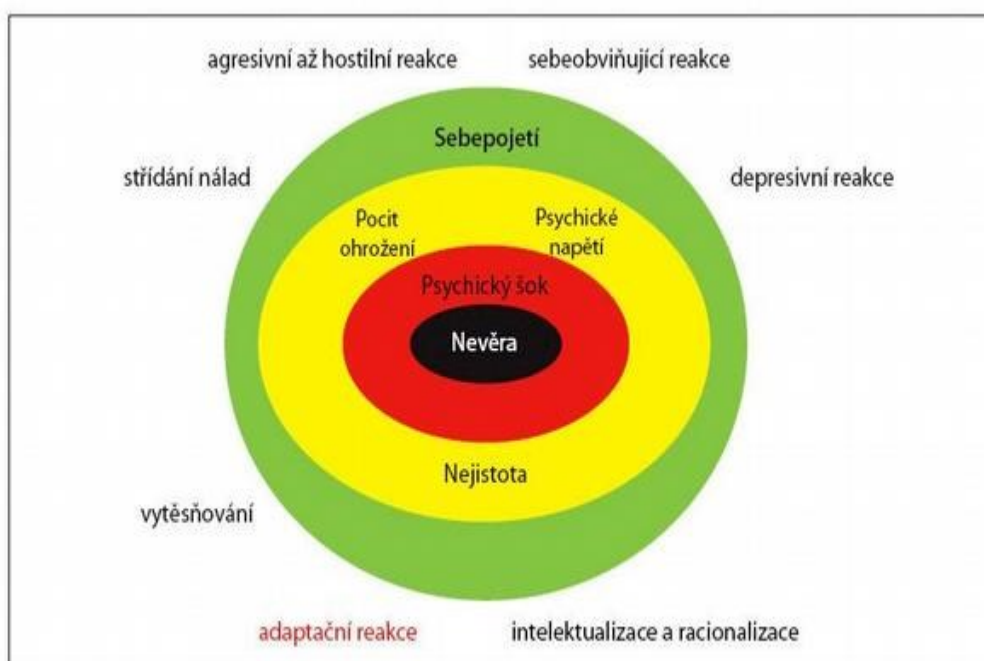 agresivní až hostilní reakce
sebeobviňující reakce
Sebepojetí
střídání nálad
depresivní reakce
Pocit
ohrožení
Psychické
napětí
Psychický šok
Nevěra
Nejistota
vytěsňování
adaptační reakce
intelektualizace a racionalizace